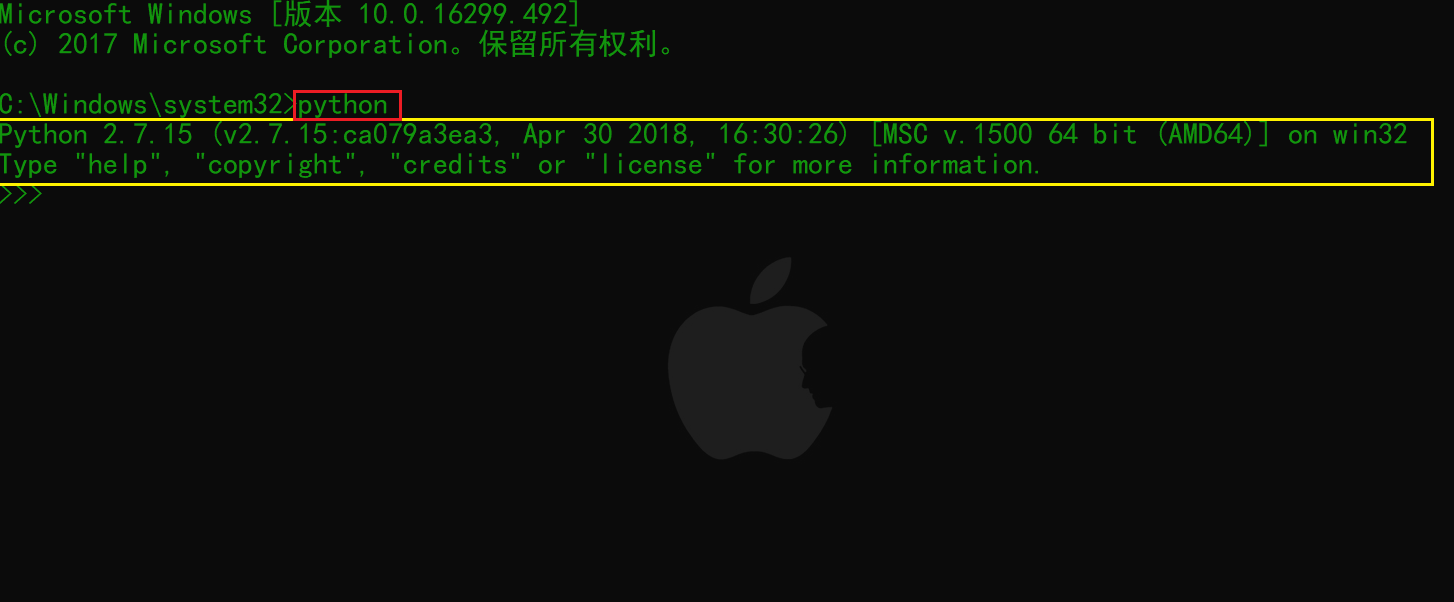 Microsoft Windows [版本 10.0.16299.492]
(c) 2017 Microsoft Corporation。保留所有权利。
C:\Windows\system32>python
Python 2.7.15 (v2.7.15:ca079a3ea3, Apr 30 2018, 16:30:26) [MSC v.1500 64 bit (AMD64)] on win32
Type "help", "copyright", "credits" or "license" for more information.
>>>